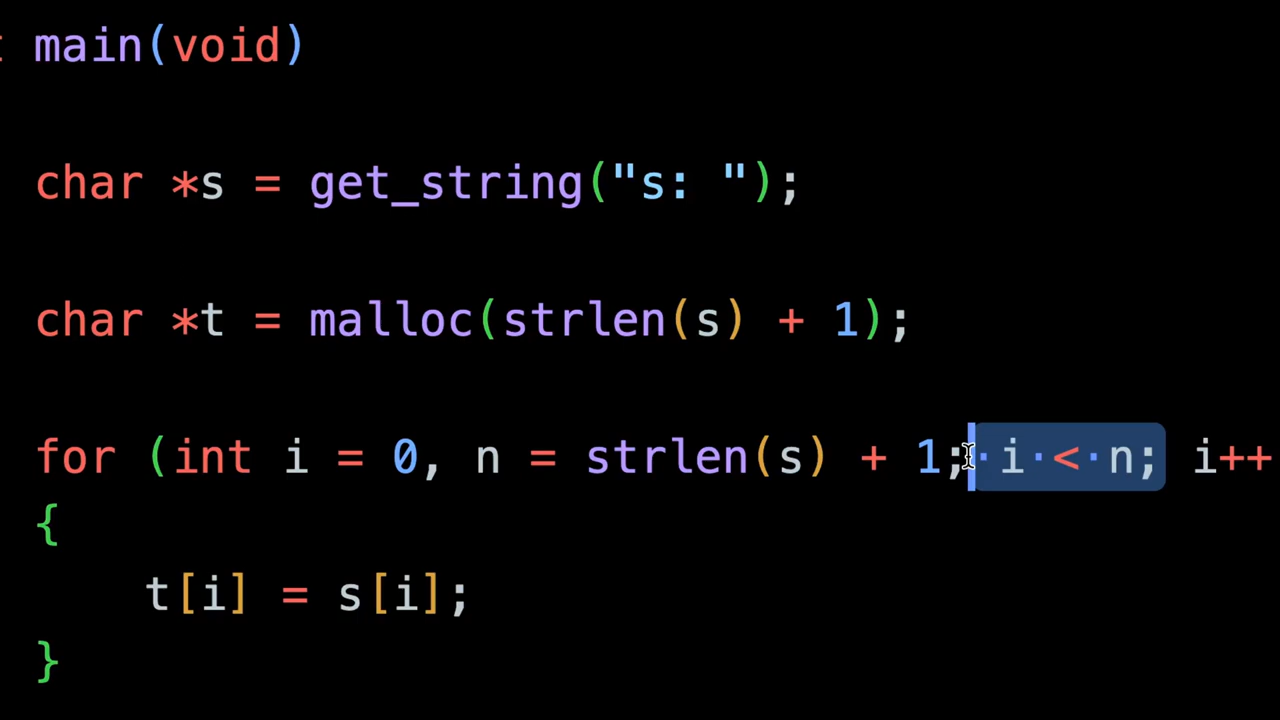 main(void)
char *s = get_string("s: ");
char *t = malloc(strlen(s) + 1);
for (int i = 0, n = strlen(s) + 1; i < n; i++
{
t[i] = s[i];
}